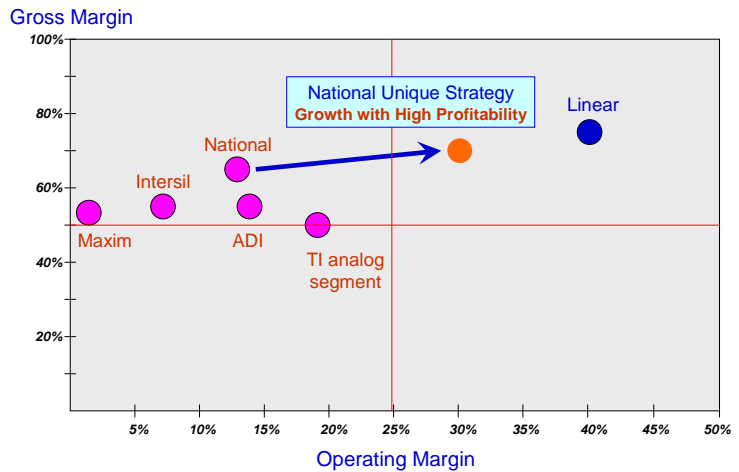 Gross Margin
100%
National Unique Strategy
Growth with High Profitability
Linear
80%
National
Intersil
60%
Maxim
ADI
TI analog
segment
40%
20%
5%
10%
15%
20%
25%
30%
35%
40%
45%
50%
Operating Margin